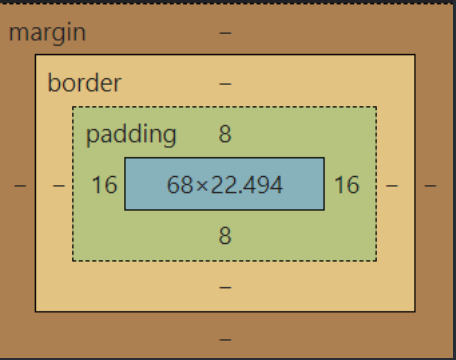 margin –
border –
padding 8
– – 16 68×22.494 16 – –
8
–
–